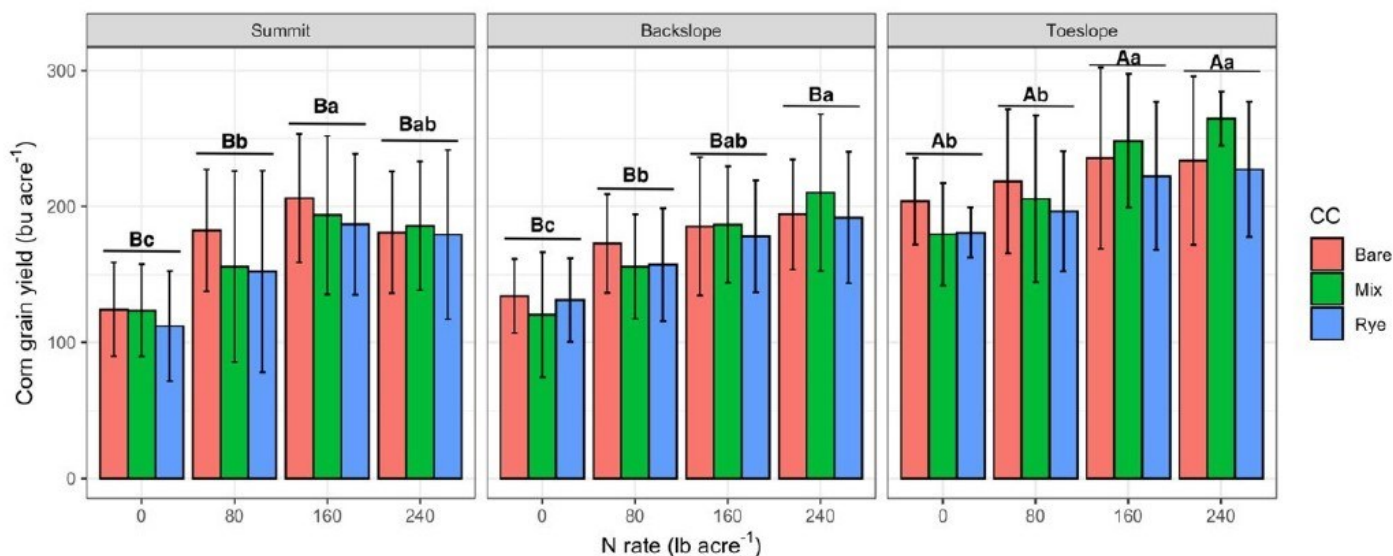 Summit Backslope Toeslope
Corn grain yield (bu acre⁻¹)
300
200
100
0
Bc Bb Ba Bab
Bc Bb Bab Ba
Ab Ab Aa Aa
0 80 160 240
0 80 160 240
0 80 160 240
N rate (lb acre⁻¹)
CC
Bare
Mix
Rye